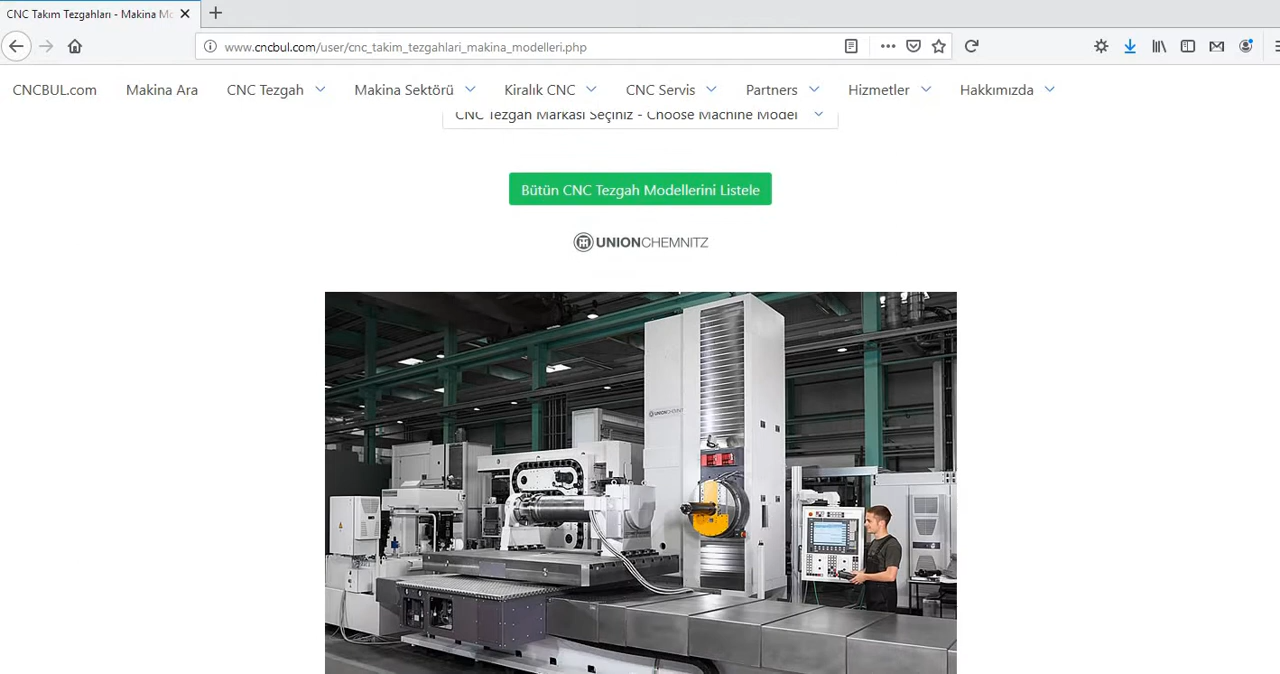 CNC Takım Tezgahları - Makina Mo
www.cncbul.com/user/cnc_takim_tezgahlari_makina_modelleri.php
CNCBUL.com Makina Ara CNC Tezgah Makina Sektörü Kiralık CNC CNC Servis Partners Hizmetler Hakkımızda
CNC Tezgah Markası Seçiniz - Choose Machine Model
Bütün CNC Tezgah Modellerini Listele
UNIONCHEMNITZ
UNIONCHEMNITZ